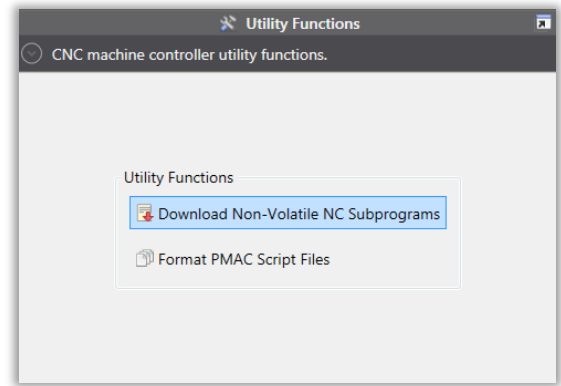 Utility Functions
CNC machine controller utility functions.
Utility Functions
Download Non-Volatile NC Subprograms
Format PMAC Script Files